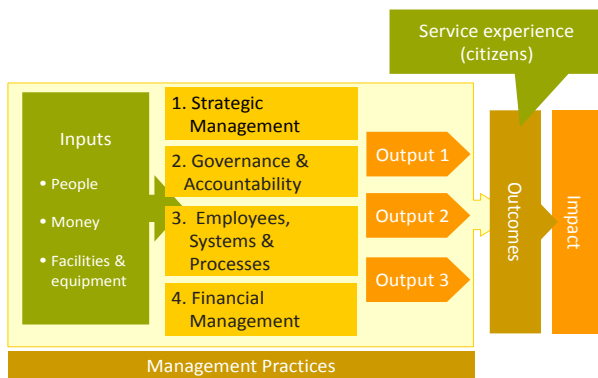 Service experience
(citizens)
Inputs
• People
• Money
• Facilities &
equipment
1. Strategic
Management
2. Governance &
Accountability
3. Employees,
Systems &
Processes
4. Financial
Management
Output 1
Output 2
Output 3
Outcomes
Impact
Management Practices